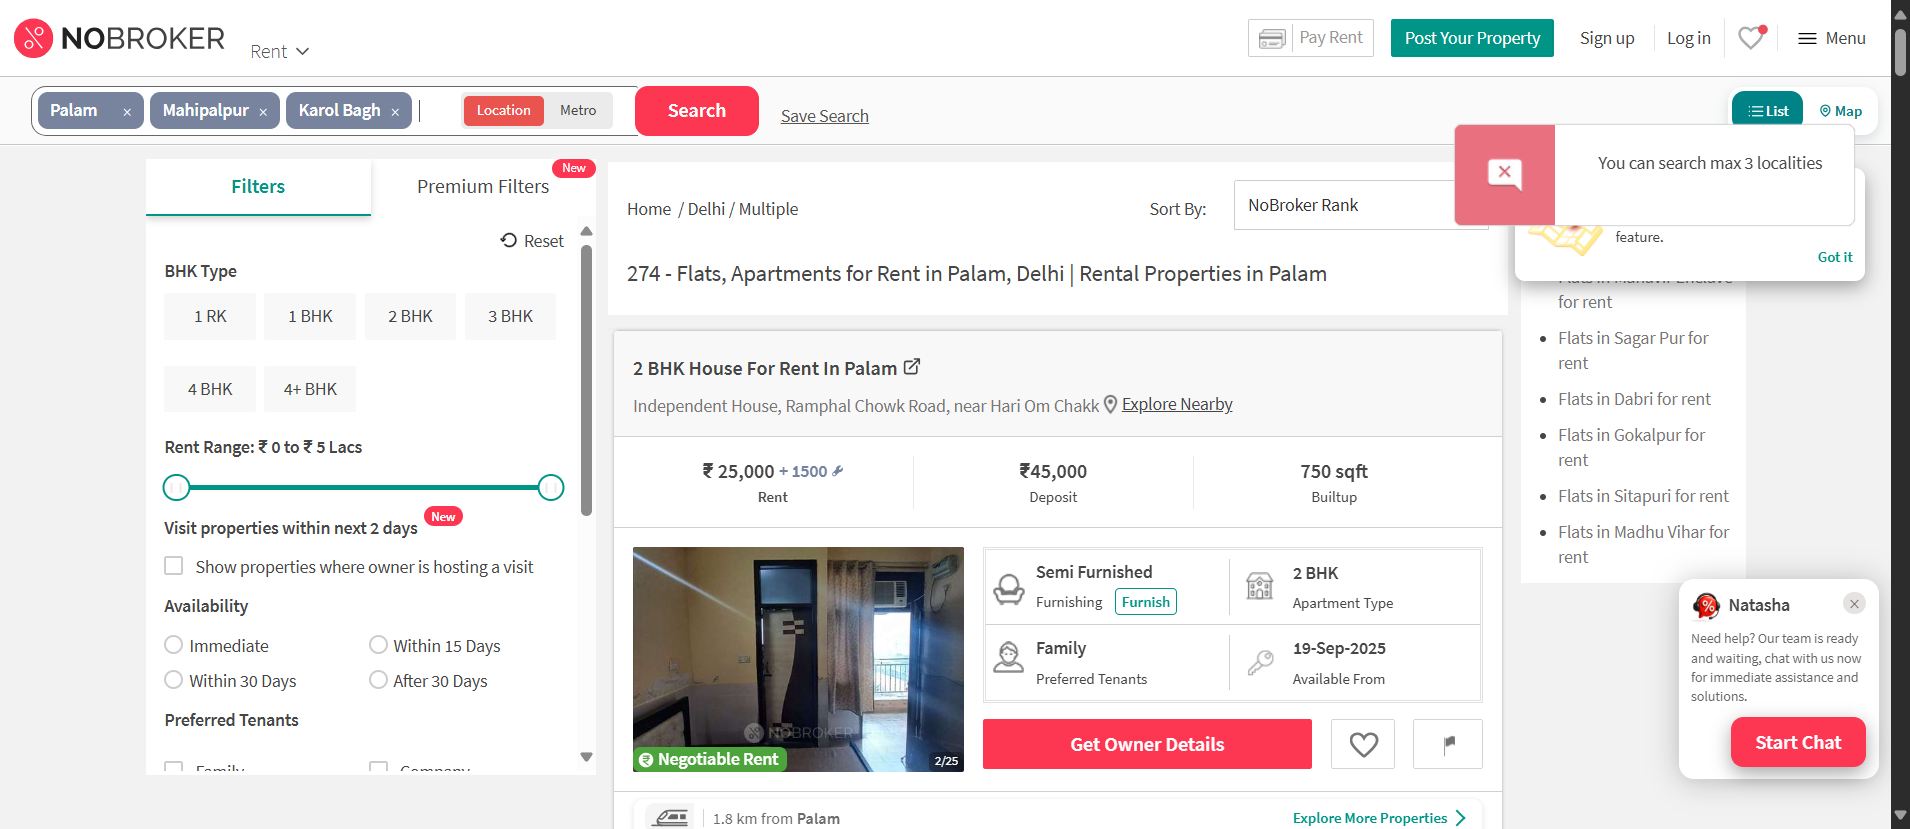 NOBROKER
Rent
Pay Rent
Post Your Property
Sign up
Log in
Menu
Palam ×
Mahipalpur ×
Karol Bagh ×
Location
Metro
Search
Save Search
List
Map
You can search max 3 localities
feature.
Got it
Filters
Premium Filters
New
Reset
BHK Type
1 RK
1 BHK
2 BHK
3 BHK
4 BHK
4+ BHK
Rent Range: ₹ 0 to ₹ 5 Lacs
Visit properties within next 2 days
New
Show properties where owner is hosting a visit
Availability
Immediate
Within 15 Days
Within 30 Days
After 30 Days
Preferred Tenants
Family
Company
Home / Delhi / Multiple
Sort By:
NoBroker Rank
274 - Flats, Apartments for Rent in Palam, Delhi | Rental Properties in Palam
2 BHK House For Rent In Palam
Independent House, Ramphal Chowk Road, near Hari Om Chakk
Explore Nearby
₹ 25,000 + 1500
Rent
₹45,000
Deposit
750 sqft
Builtup
NOBROKER
Negotiable Rent
2/25
Semi Furnished
Furnishing
Furnish
2 BHK
Apartment Type
Family
Preferred Tenants
19-Sep-2025
Available From
Get Owner Details
1.8 km from Palam
Explore More Properties
Flats in Mahavir Enclave
for rent
Flats in Sagar Pur for
rent
Flats in Dabri for rent
Flats in Gokalpur for
rent
Flats in Sitapuri for rent
Flats in Madhu Vihar for
rent
Natasha
Need help? Our team is ready
and waiting, chat with us now
for immediate assistance and
solutions.
Start Chat